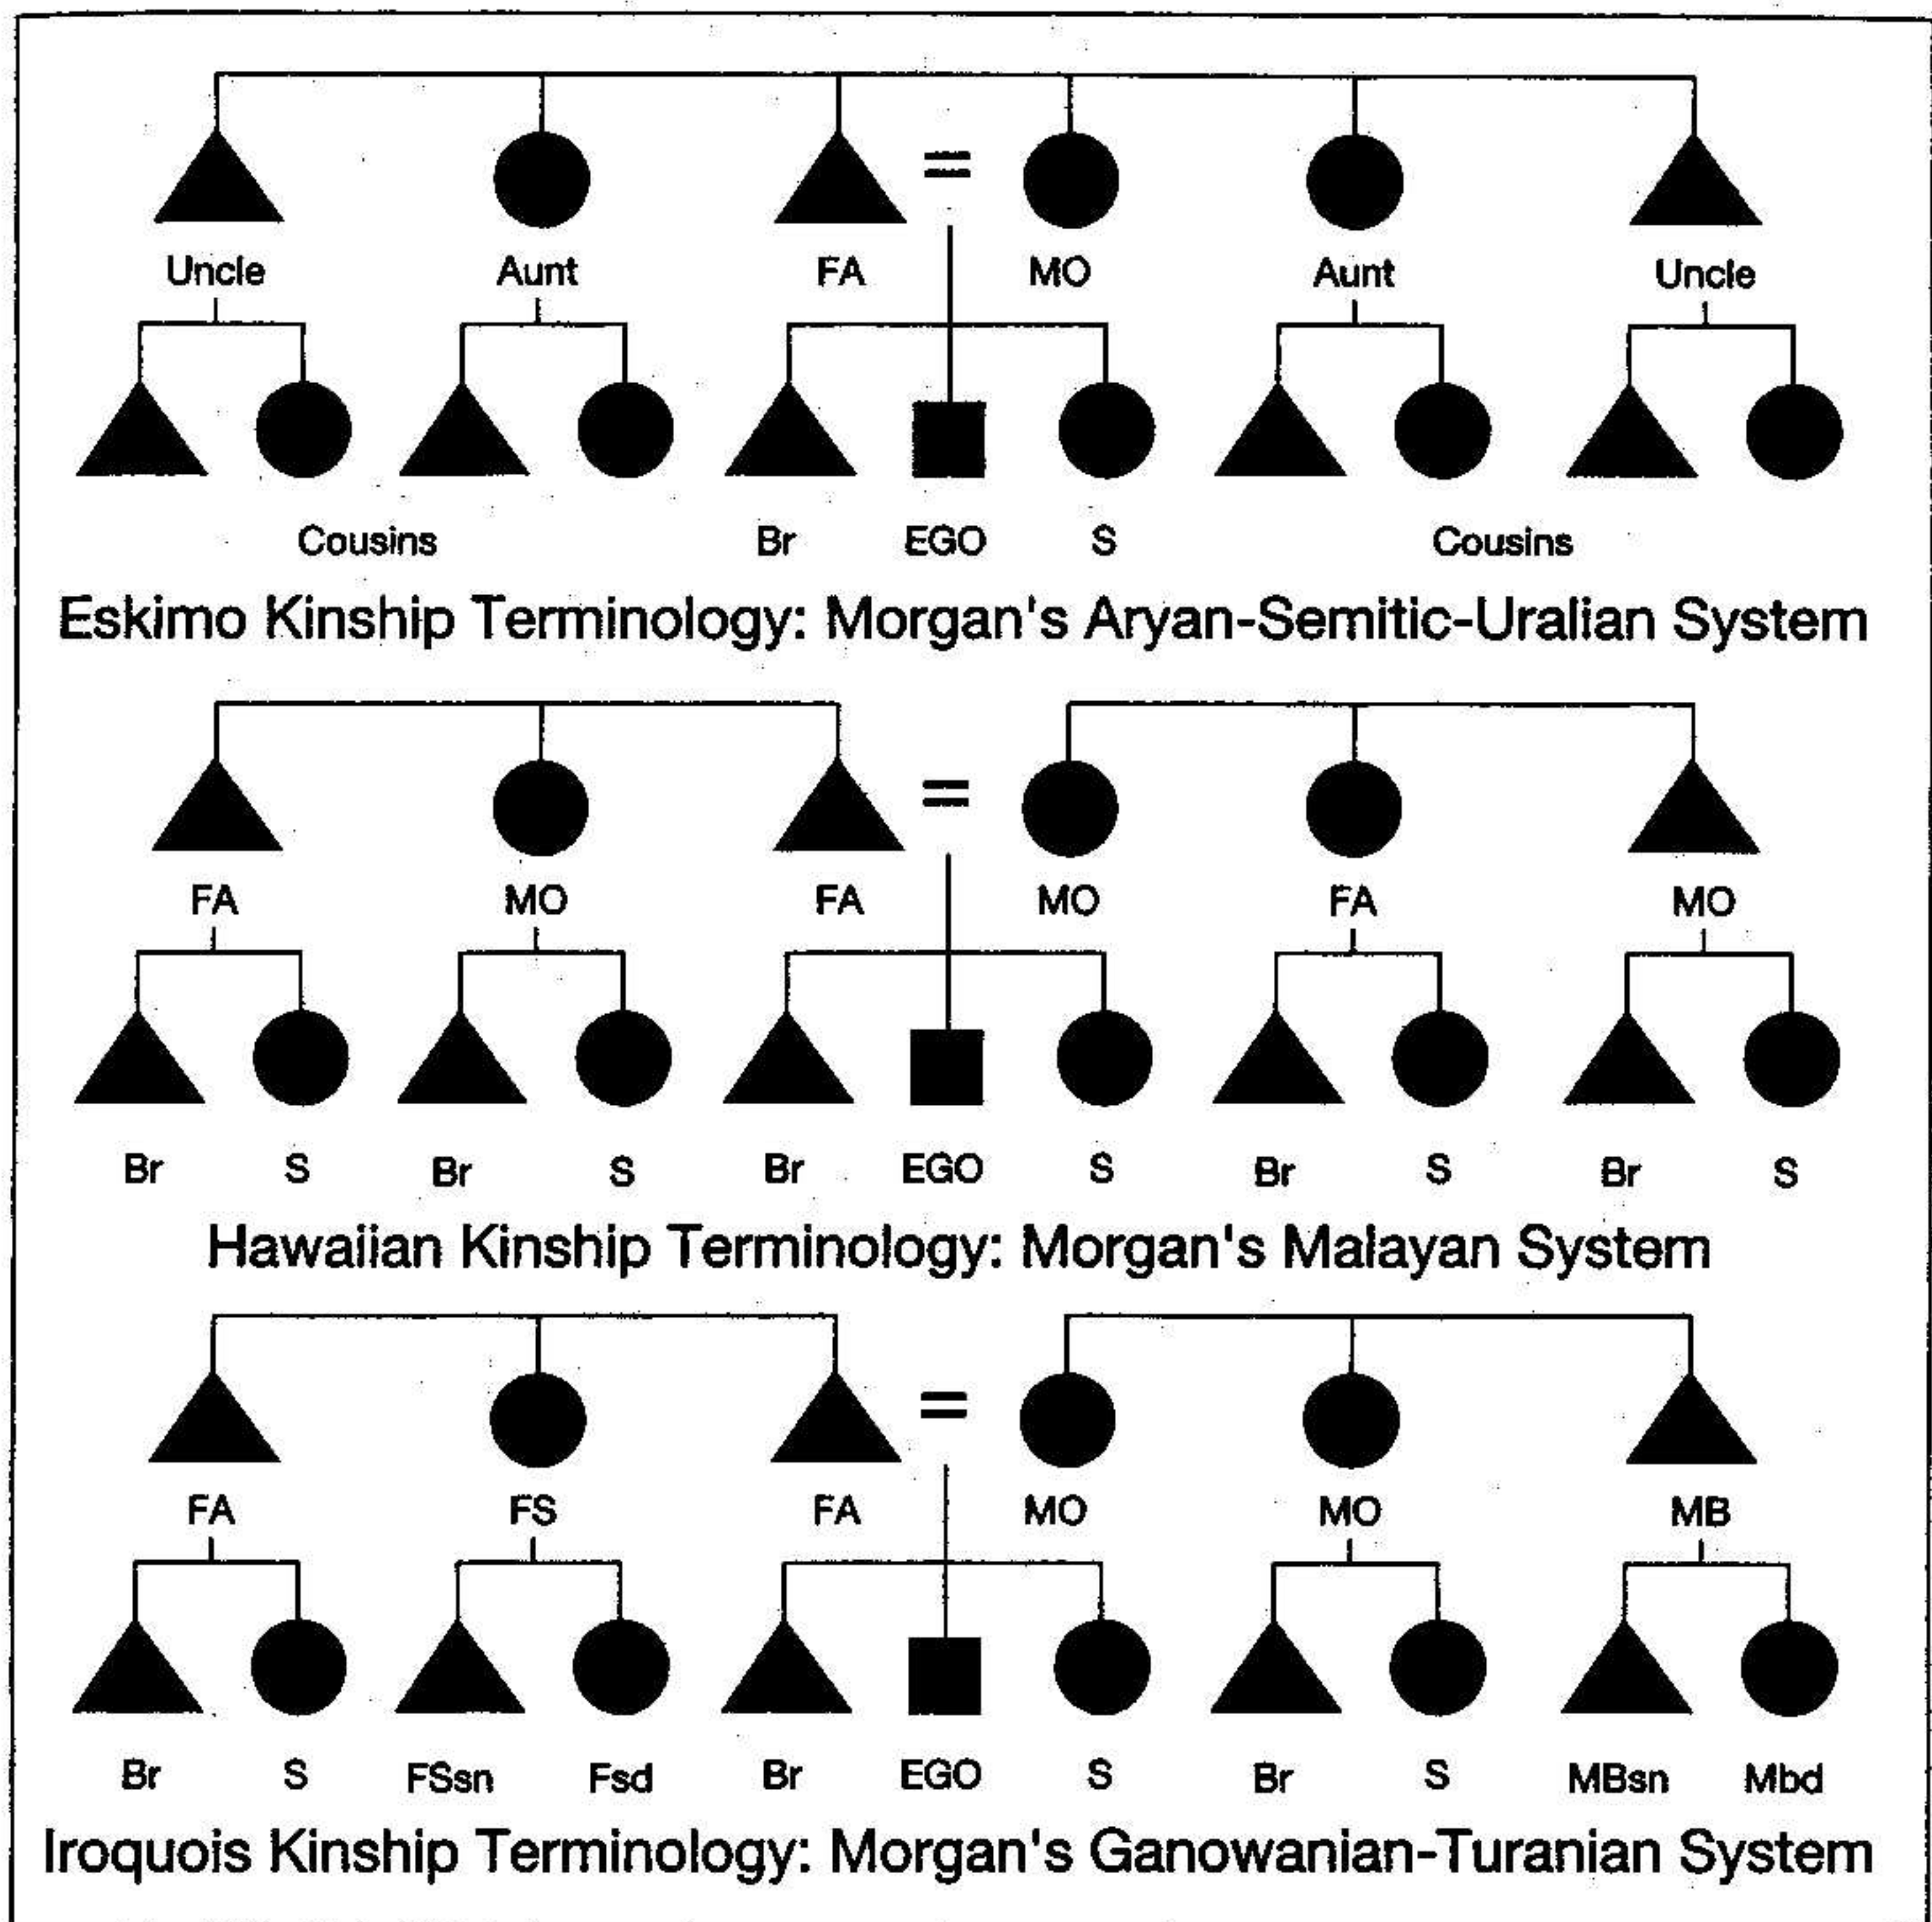 Uncle Aunt FA = MO Aunt Uncle
Cousins Br EGO S Cousins
Eskimo Kinship Terminology: Morgan's Aryan-Semitic-Uralian System
FA MO FA = MO FA MO
Br S Br S Br EGO S Br S Br S
Hawaiian Kinship Terminology: Morgan's Malayan System
FA FS FA = MO MO MB
Br S FSsn Fsd Br EGO S Br S MBsn Mbd
Iroquois Kinship Terminology: Morgan's Ganowanian-Turanian System